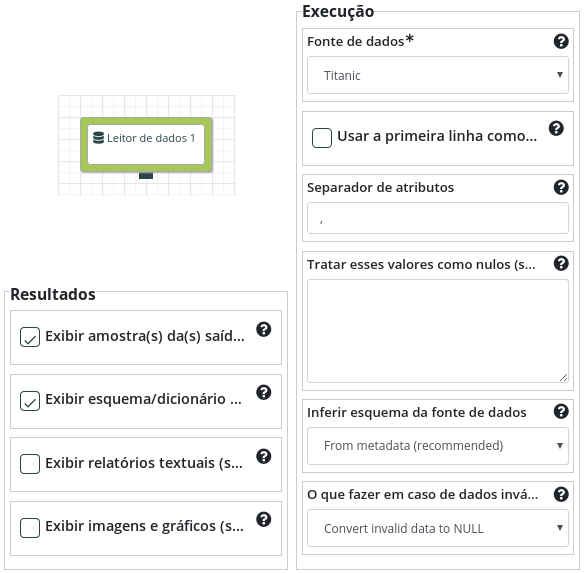 Execução
Fonte de dados*
Titanic
Usar a primeira linha como...
Separador de atributos
,
Tratar esses valores como nulos (s...
Inferir esquema da fonte de dados
From metadata (recommended)
O que fazer em caso de dados invá...
Convert invalid data to NULL
Leitor de dados 1
Resultados
Exibir amostra(s) da(s) saíd...
Exibir esquema/dicionário ...
Exibir relatórios textuais (s...
Exibir imagens e gráficos (s...